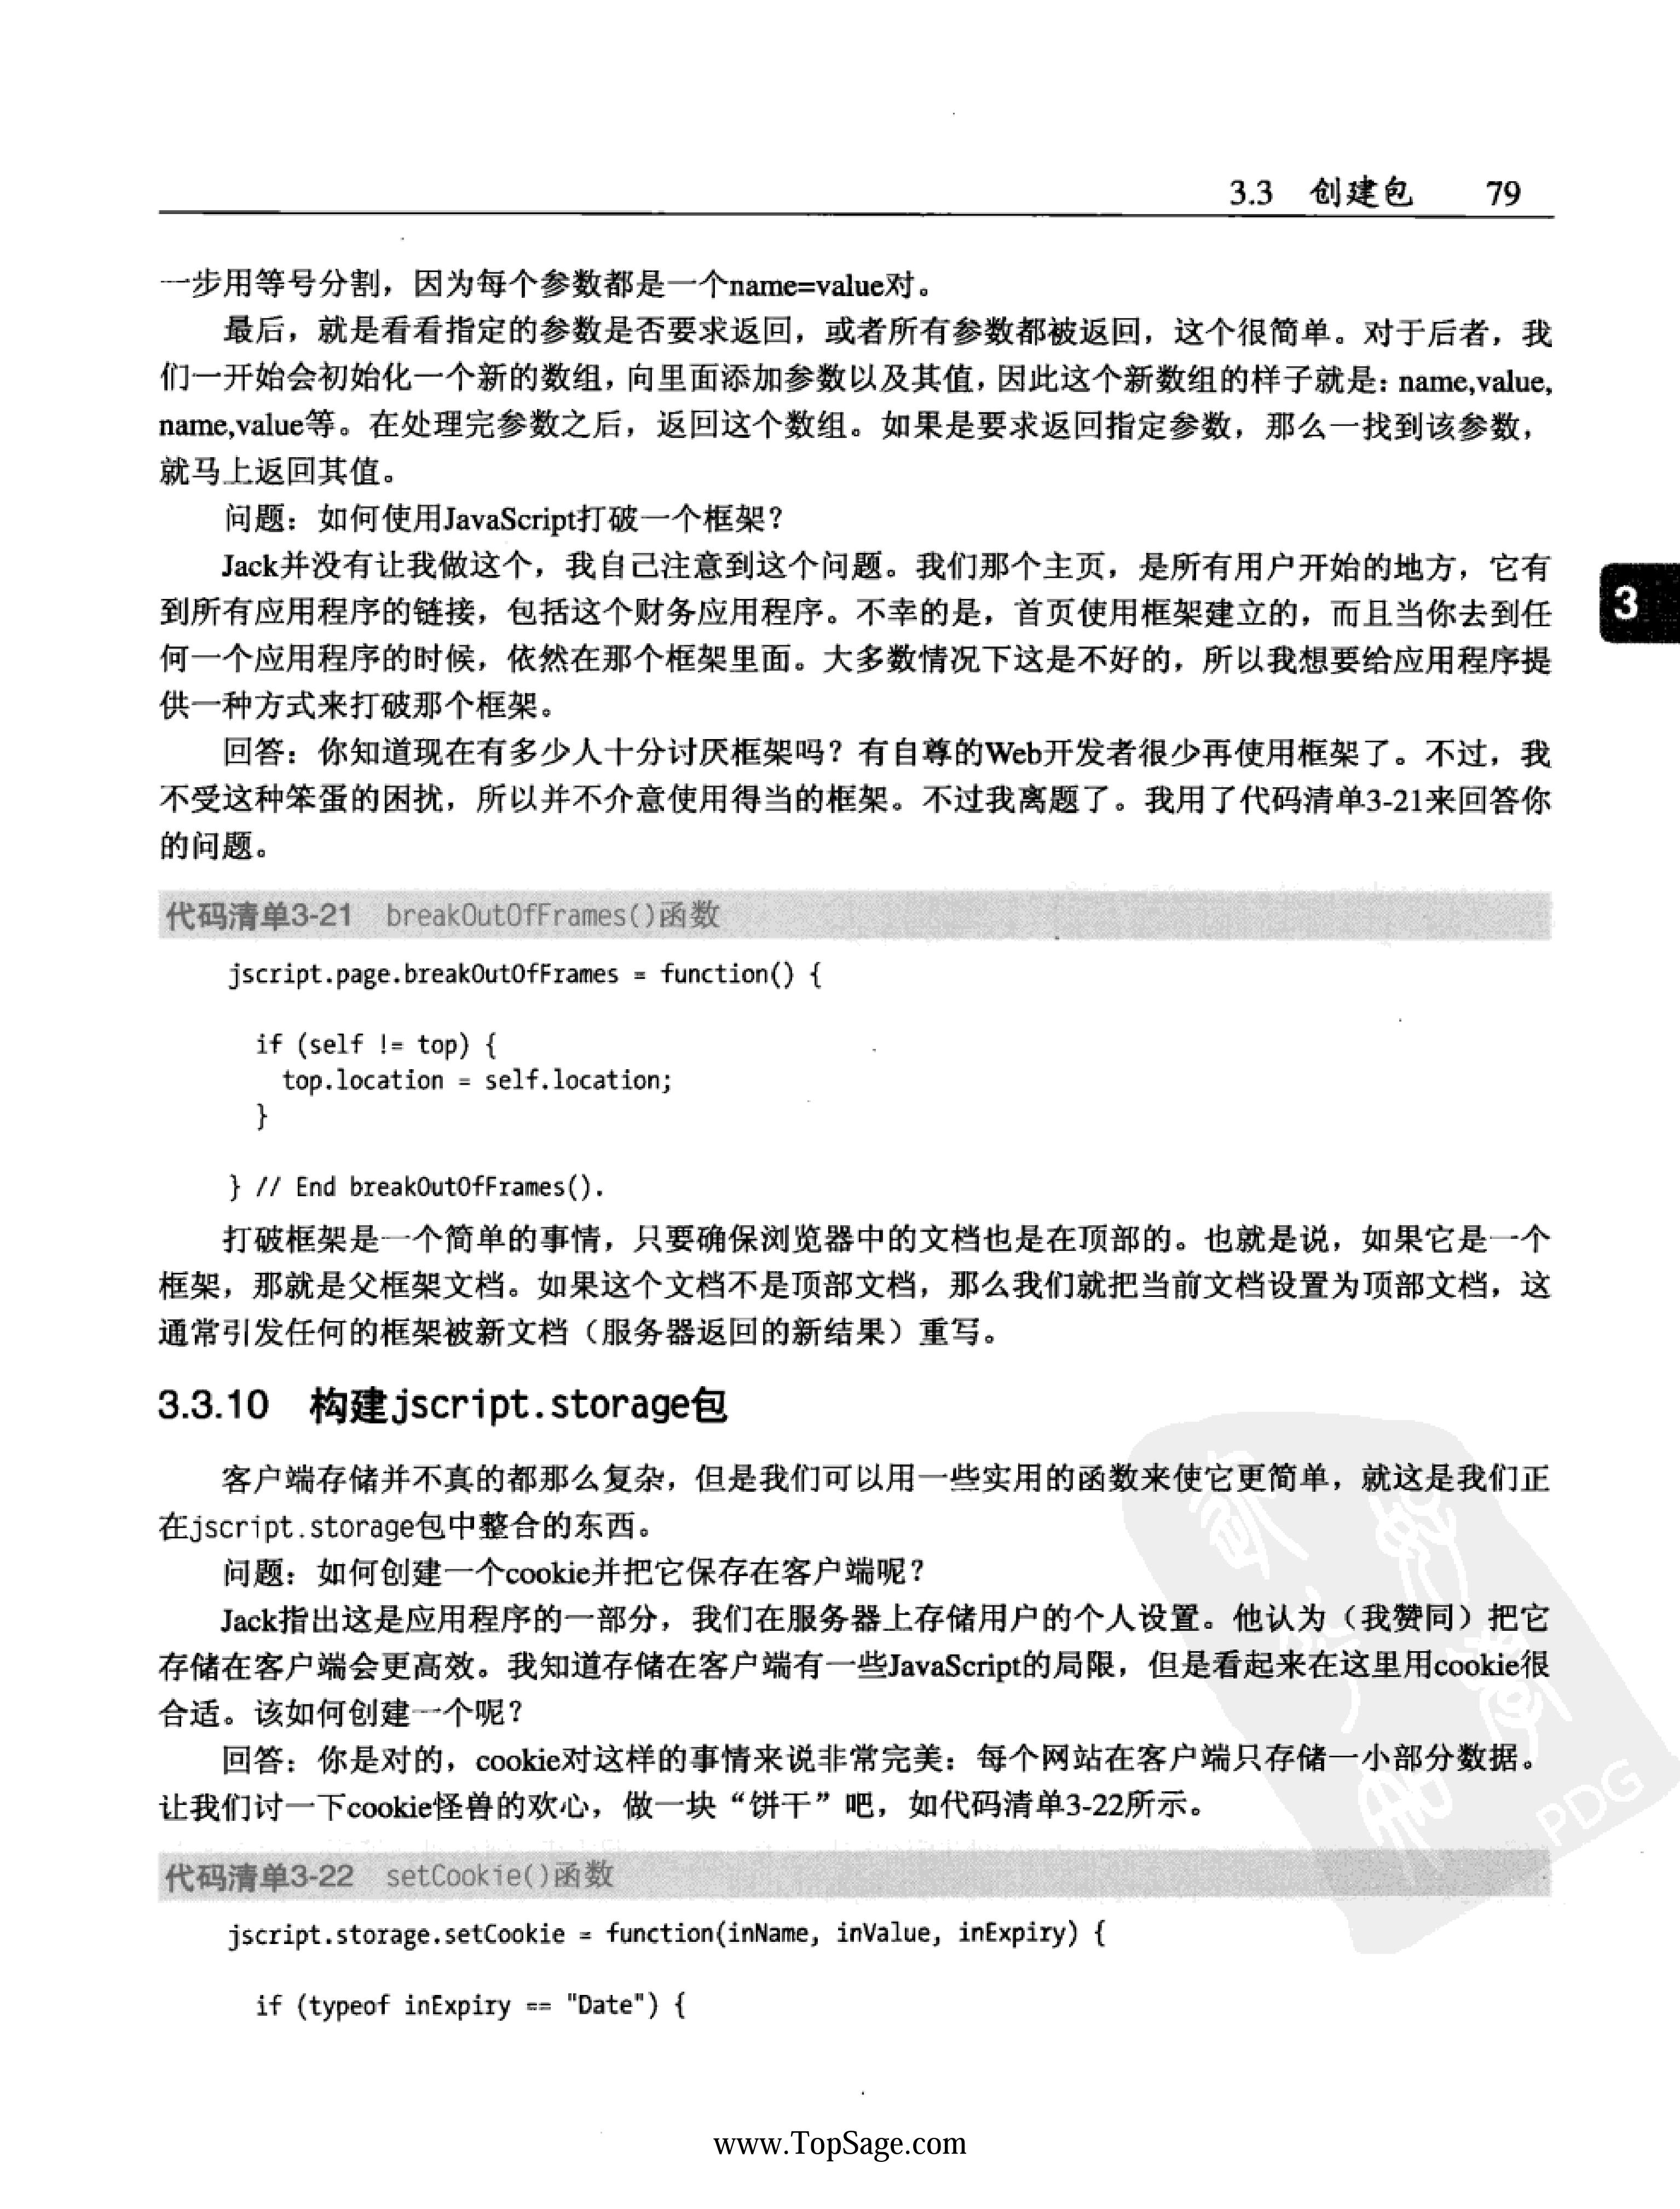 3.3 创建包 79
一步用等号分割，因为每个参数都是一个name=value对。
最后，就是看看指定的参数是否要求返回，或者所有参数都被返回，这个很简单。对于后者，我
们一开始会初始化一个新的数组，向里面添加参数以及其值，因此这个新数组的样子就是：name,value,
name,value等。在处理完参数之后，返回这个数组。如果是要求返回指定参数，那么一找到该参数，
就马上返回其值。
问题：如何使用JavaScript打破一个框架？
Jack并没有让我做这个，我自己注意到这个问题。我们那个主页，是所有用户开始的地方，它有
到所有应用程序的链接，包括这个财务应用程序。不幸的是，首页使用框架建立的，而且当你去到任
何一个应用程序的时候，依然在那个框架里面。大多数情况下这是不好的，所以我想要给应用程序提
供一种方式来打破那个框架。
3
回答：你知道现在有多少人十分讨厌框架吗？有自尊的Web开发者很少再使用框架了。不过，我
不受这种笨蛋的困扰，所以并不介意使用得当的框架。不过我离题了。我用了代码清单3-21来回答你
的问题。
代码清单3-21 breakOutOfFrames()函数
jscript.page.breakOutOfFrames = function() {
if (self != top) {
top.location = self.location;
}
} // End breakOutOfFrames().
打破框架是一个简单的事情，只要确保浏览器中的文档也是在顶部的。也就是说，如果它是一个
框架，那就是父框架文档。如果这个文档不是顶部文档，那么我们就把当前文档设置为顶部文档，这
通常引发任何的框架被新文档（服务器返回的新结果）重写。
3.3.10 构建jscript.storage包
客户端存储并不真的都那么复杂，但是我们可以用一些实用的函数来使它更简单，就这是我们正
在jscript.storage包中整合的东西。
问题：如何创建一个cookie并把它保存在客户端呢？
Jack指出这是应用程序的一部分，我们在服务器上存储用户的个人设置。他认为（我赞同）把它
存储在客户端会更高效。我知道存储在客户端有一些JavaScript的局限，但是看起来在这里用cookie很
合适。该如何创建一个呢？
回答：你是对的，cookie对这样的事情来说非常完美：每个网站在客户端只存储一小部分数据。
让我们讨一下cookie怪兽的欢心，做一块“饼干”吧，如代码清单3-22所示。
PDG
代码清单3-22 setCookie()函数
jscript.storage.setCookie = function(inName, inValue, inExpiry) {
if (typeof inExpiry == "Date") {
www.TopSage.com